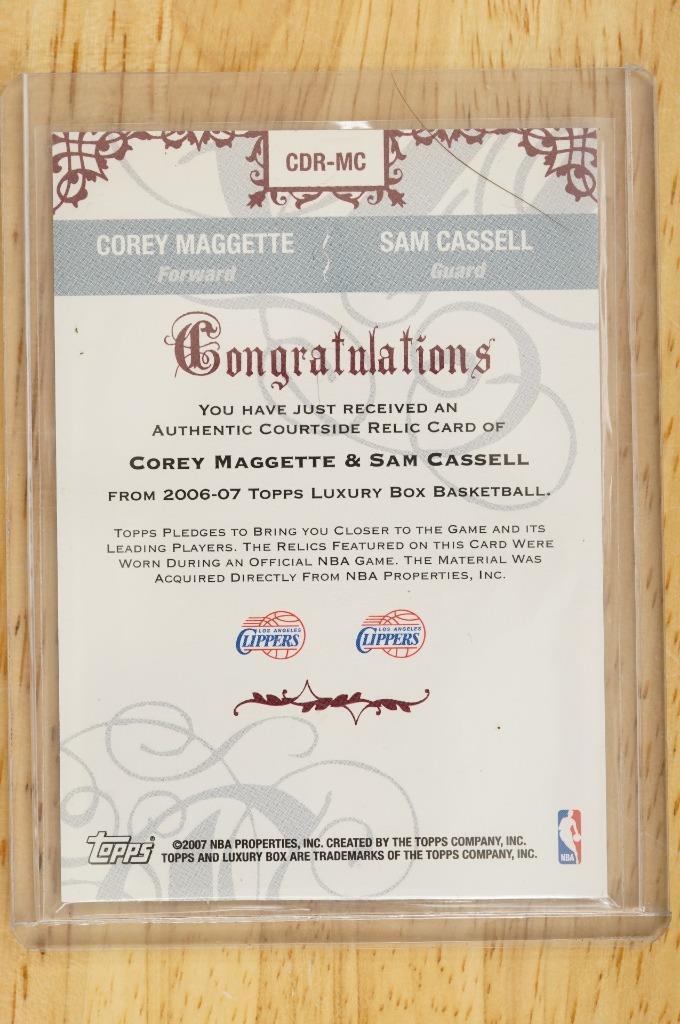 CDR-MC
COREY MAGGETTE SAM CASSELL
Forward Guard
Congratulations
YOU HAVE JUST RECEIVED AN
AUTHENTIC COURTSIDE RELIC CARD OF
COREY MAGGETTE & SAM CASSELL
FROM 2006-07 TOPPS LUXURY BOX BASKETBALL.
TOPPS PLEDGES TO BRING YOU CLOSER TO THE GAME AND ITS
LEADING PLAYERS. THE RELICS FEATURED ON THIS CARD WERE
WORN DURING AN OFFICIAL NBA GAME. THE MATERIAL WAS
ACQUIRED DIRECTLY FROM NBA PROPERTIES, INC.
LOS ANGELES LOS ANGELES
CLIPPERS CLIPPERS
Topps® ©2007 NBA PROPERTIES, INC. CREATED BY THE TOPPS COMPANY, INC.
TOPPS AND LUXURY BOX ARE TRADEMARKS OF THE TOPPS COMPANY, INC.
NBA